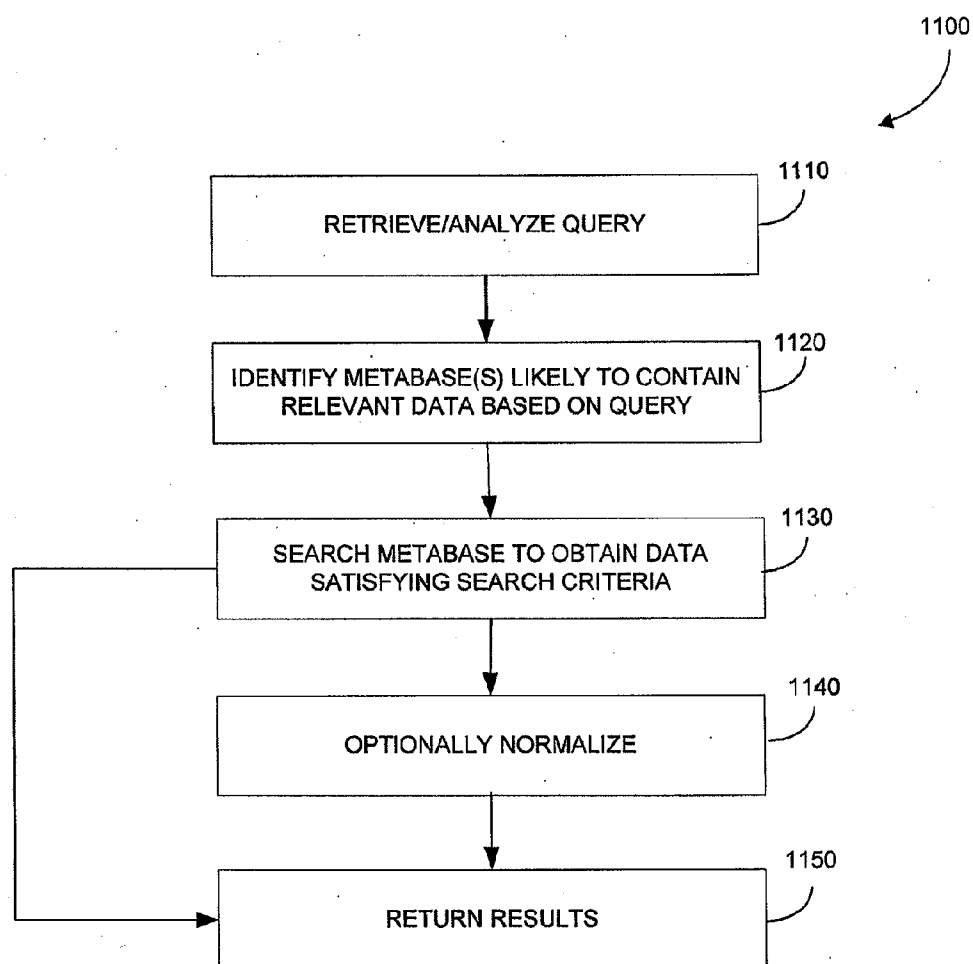 1100
1110
RETRIEVE/ANALYZE QUERY
1120
IDENTIFY METABASE(S) LIKELY TO CONTAIN
RELEVANT DATA BASED ON QUERY
1130
SEARCH METABASE TO OBTAIN DATA
SATISFYING SEARCH CRITERIA
1140
OPTIONALLY NORMALIZE
1150
RETURN RESULTS